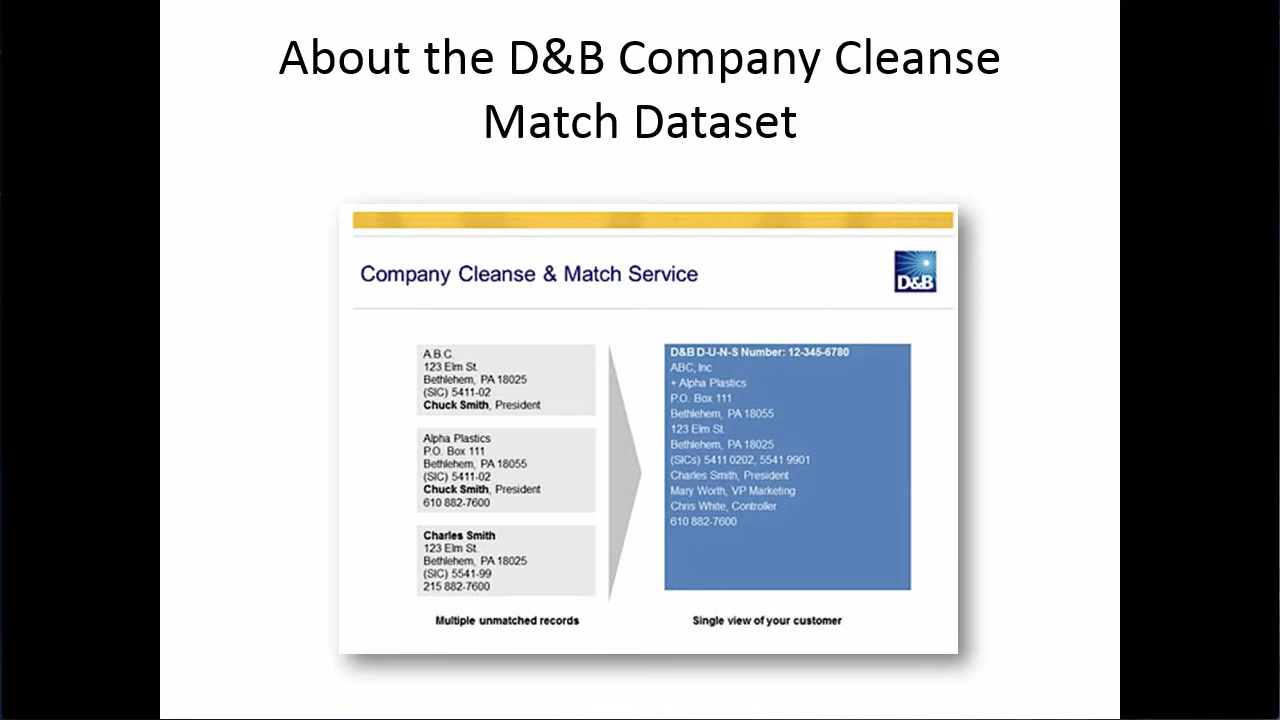 About the D&B Company Cleanse
Match Dataset
Company Cleanse & Match Service
D&B
A.B.C.
123 Elm St.
Bethlehem, PA 18025
(SIC) 5411-02
Chuck Smith, President
Alpha Plastics
P.O. Box 111
Bethlehem, PA 18055
(SIC) 5411-02
Chuck Smith, President
610 882-7600
Charles Smith
123 Elm St.
Bethlehem, PA 18025
(SIC) 5541-99
215 882-7600
Multiple unmatched records
D&B D-U-N-S Number: 12-345-6780
ABC, Inc
+ Alpha Plastics
P.O. Box 111
Bethlehem, PA 18055
123 Elm St.
Bethlehem, PA 18025
(SICs) 5411 0202, 5541 9901
Charles Smith, President
Mary Worth, VP Marketing
Chris White, Controller
610 882-7600
Single view of your customer